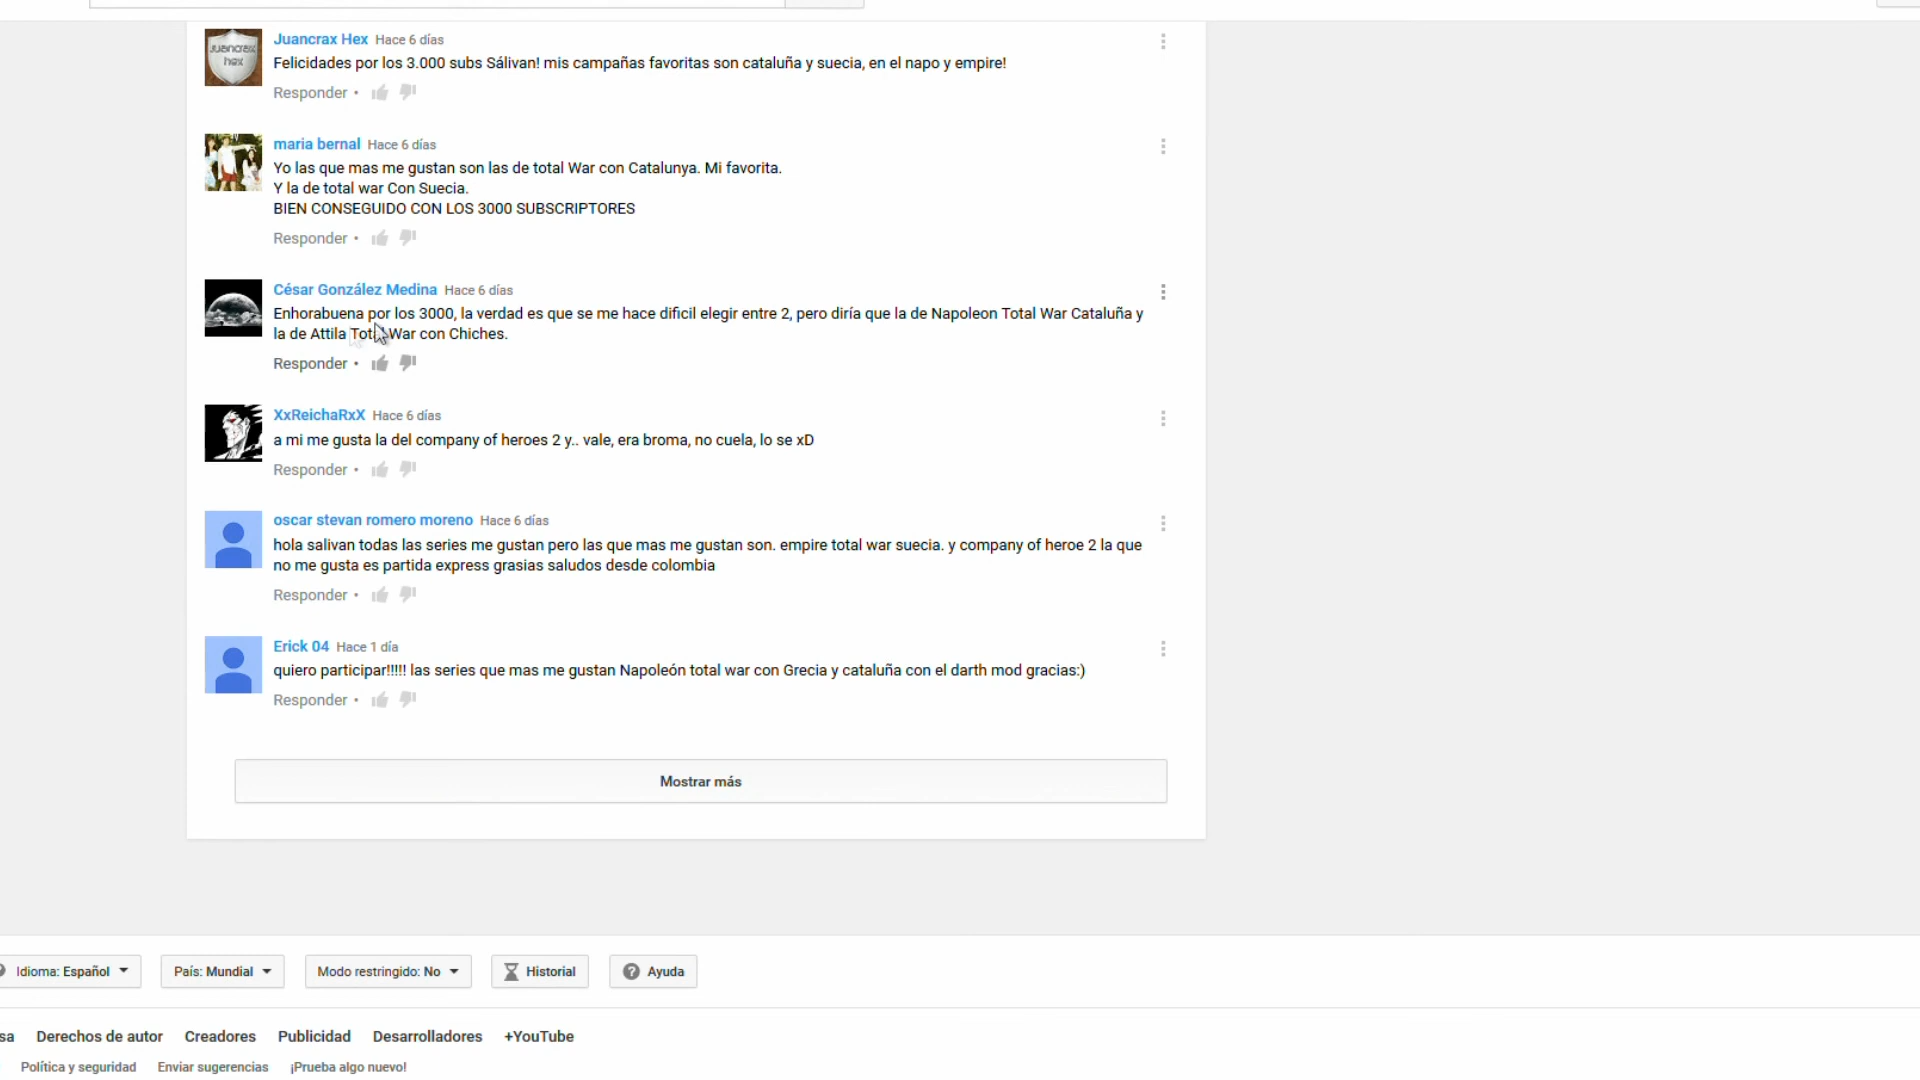 Juancrax Hex Hace 6 días
Felicidades por los 3.000 subs Sálivan! mis campañas favoritas son cataluña y suecia, en el napo y empire!
Responder •
maria bernal Hace 6 días
Yo las que mas me gustan son las de total War con Catalunya. Mi favorita.
Y la de total war Con Suecia.
BIEN CONSEGUIDO CON LOS 3000 SUBSCRIPTORES
Responder •
César González Medina Hace 6 días
Enhorabuena por los 3000, la verdad es que se me hace dificil elegir entre 2, pero diría que la de Napoleon Total War Cataluña y
la de Attila Total War con Chiches.
Responder •
XxReichaRxX Hace 6 días
a mi me gusta la del company of heroes 2 y.. vale, era broma, no cuela, lo se xD
Responder •
oscar stevan romero moreno Hace 6 días
hola salivan todas las series me gustan pero las que mas me gustan son. empire total war suecia. y company of heroe 2 la que
no me gusta es partida express grasias saludos desde colombia
Responder •
Erick 04 Hace 1 día
quiero participar!!!!! las series que mas me gustan Napoleón total war con Grecia y cataluña con el darth mod gracias:)
Responder •
Mostrar más
Idioma: Español País: Mundial Modo restringido: No Historial Ayuda
sa Derechos de autor Creadores Publicidad Desarrolladores +YouTube
Política y seguridad Enviar sugerencias ¡Prueba algo nuevo!